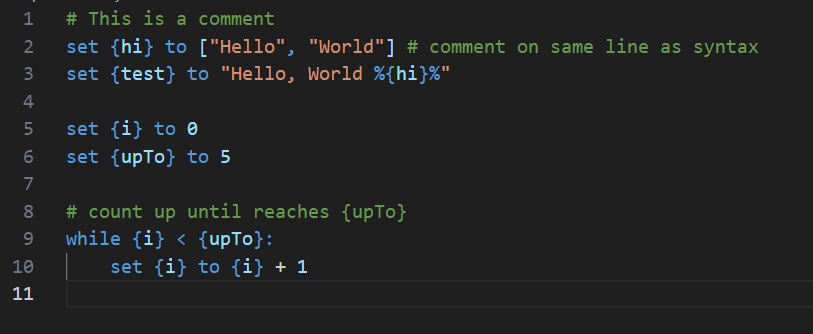 1 # This is a comment
2 set {hi} to ["Hello", "World"] # comment on same line as syntax
3 set {test} to "Hello, World %{hi}%"
4
5 set {i} to 0
6 set {upTo} to 5
7
8 # count up until reaches {upTo}
9 while {i} < {upTo}:
10     set {i} to {i} + 1
11